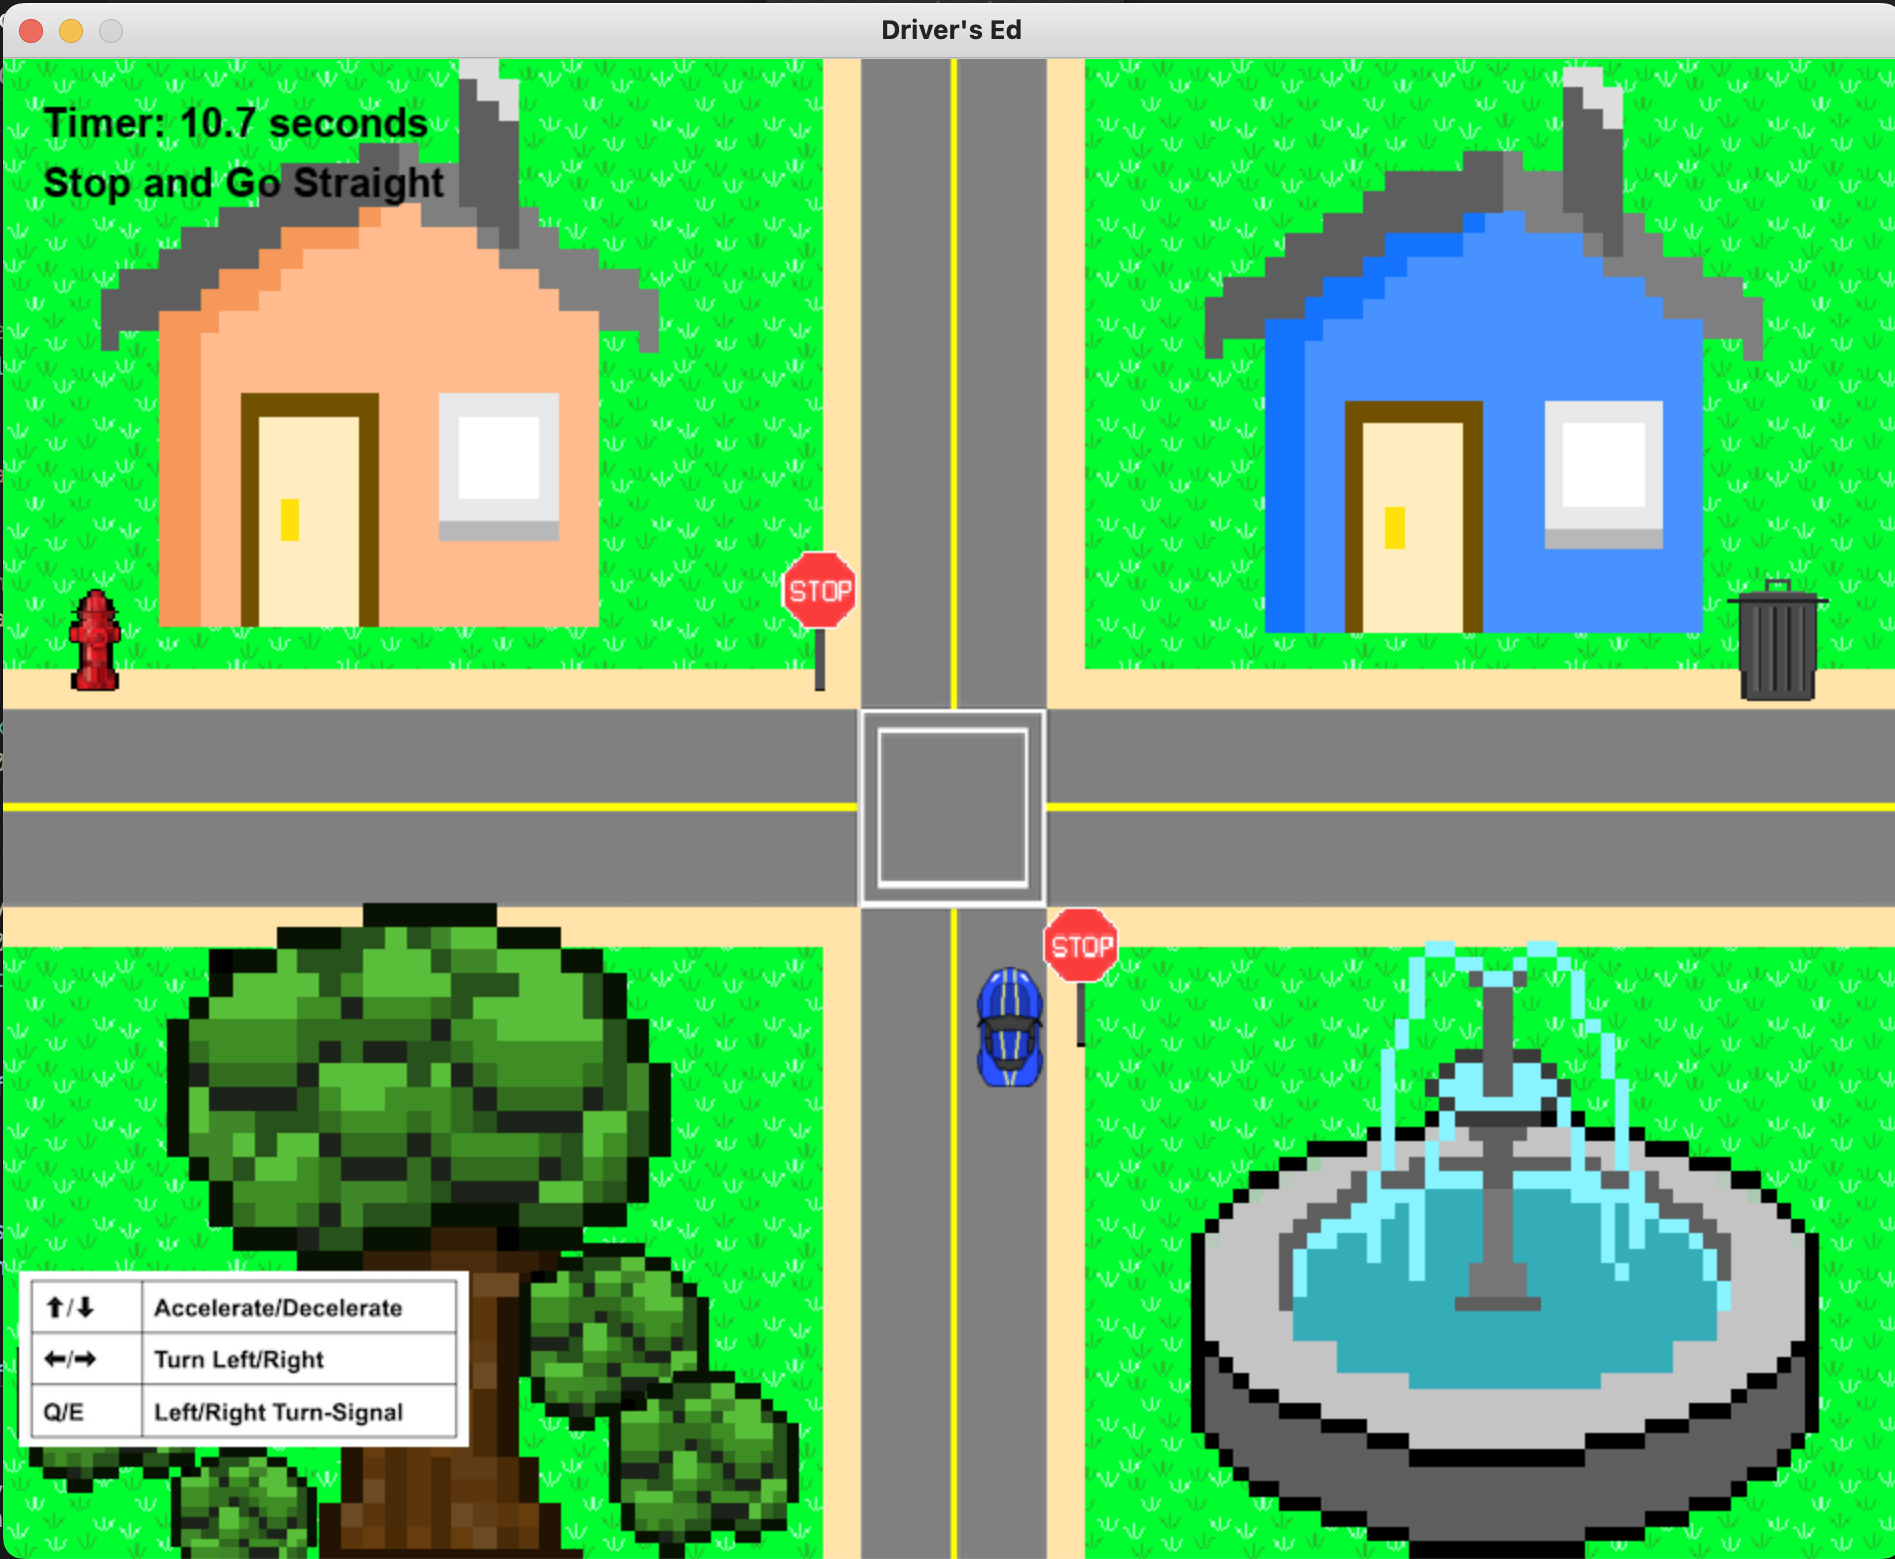 Driver's Ed
Timer: 10.7 seconds
Stop and Go Straight
STOP
STOP
↑/↓ Accelerate/Decelerate
←/→ Turn Left/Right
Q/E Left/Right Turn-Signal